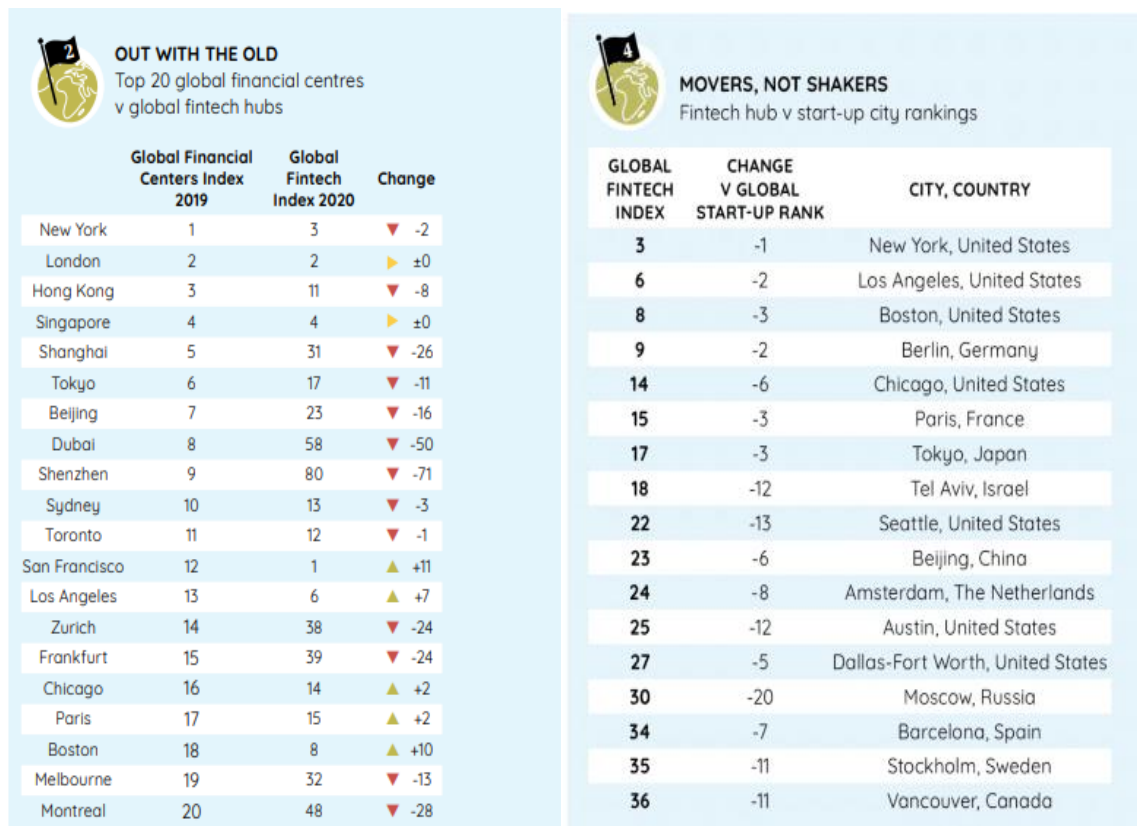 2
OUT WITH THE OLD
Top 20 global financial centres
v global fintech hubs
Global Financial Centers Index 2019 Global Fintech Index 2020 Change
New York 1 3 ▼ -2
London 2 2 ▶ ±0
Hong Kong 3 11 ▼ -8
Singapore 4 4 ▶ ±0
Shanghai 5 31 ▼ -26
Tokyo 6 17 ▼ -11
Beijing 7 23 ▼ -16
Dubai 8 58 ▼ -50
Shenzhen 9 80 ▼ -71
Sydney 10 13 ▼ -3
Toronto 11 12 ▼ -1
San Francisco 12 1 ▲ +11
Los Angeles 13 6 ▲ +7
Zurich 14 38 ▼ -24
Frankfurt 15 39 ▼ -24
Chicago 16 14 ▲ +2
Paris 17 15 ▲ +2
Boston 18 8 ▲ +10
Melbourne 19 32 ▼ -13
Montreal 20 48 ▼ -28
4
MOVERS, NOT SHAKERS
Fintech hub v start-up city rankings
GLOBAL FINTECH INDEX CHANGE V GLOBAL START-UP RANK CITY, COUNTRY
3 -1 New York, United States
6 -2 Los Angeles, United States
8 -3 Boston, United States
9 -2 Berlin, Germany
14 -6 Chicago, United States
15 -3 Paris, France
17 -3 Tokyo, Japan
18 -12 Tel Aviv, Israel
22 -13 Seattle, United States
23 -6 Beijing, China
24 -8 Amsterdam, The Netherlands
25 -12 Austin, United States
27 -5 Dallas-Fort Worth, United States
30 -20 Moscow, Russia
34 -7 Barcelona, Spain
35 -11 Stockholm, Sweden
36 -11 Vancouver, Canada